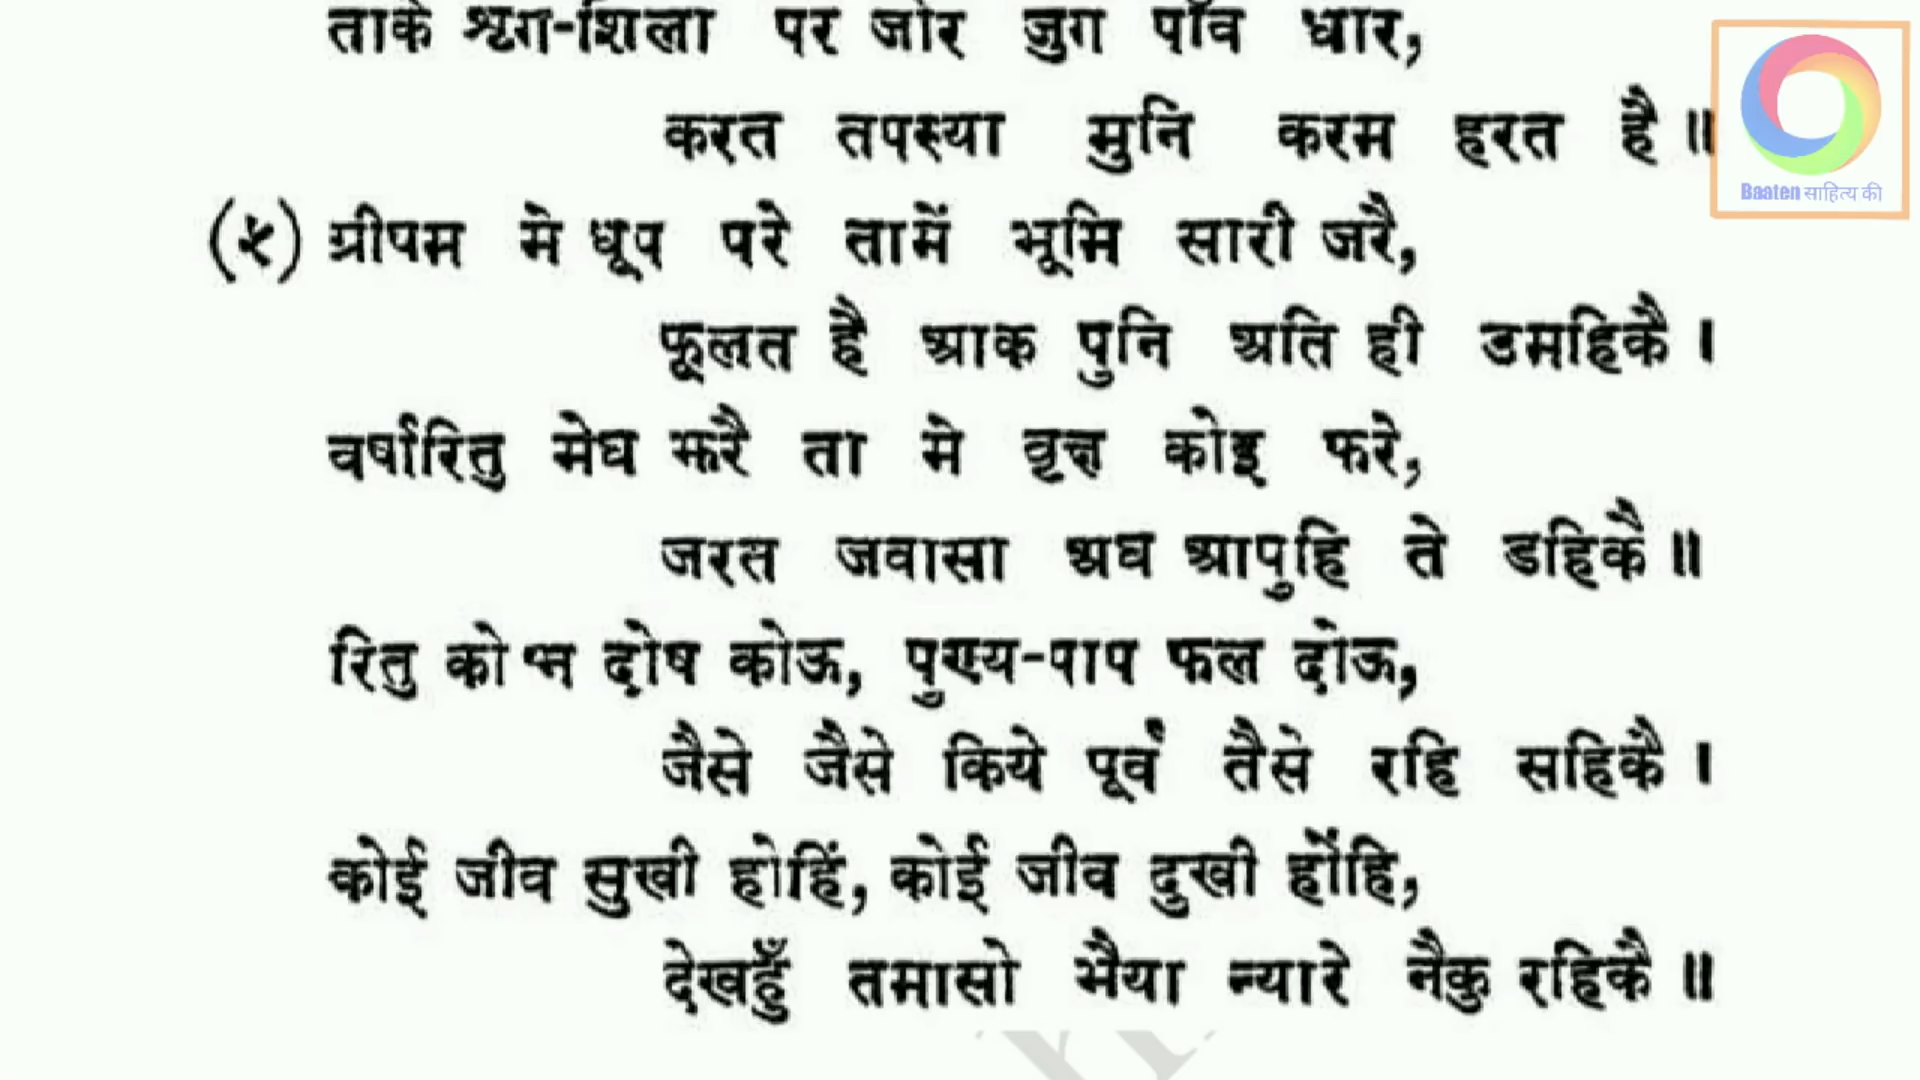 ताके शृग-शिला पर जोर जुग पॉव धार,
करत तपस्या मुनि करम हरत है ॥
Baaten साहित्य की
(५) ग्रीषम मे धूप परे तामें भूमि सारी जरै,
फूलत है आक पुनि अति ही उमहिकै ।
वर्षारितु मेघ झरै ता मे वृक्ष कोइ फरे,
जरत जवासा अघ आपुहि ते डहिकै ॥
रितु को न दोष कोऊ, पुण्य-पाप फल दोऊ,
जैसे जैसे किये पूर्व तैसे रहि सहिकै ।
कोई जीव सुखी होहिं, कोई जीव दुखी होंहि,
देखहुँ तमासो भैया न्यारे नैकु रहिकै ॥